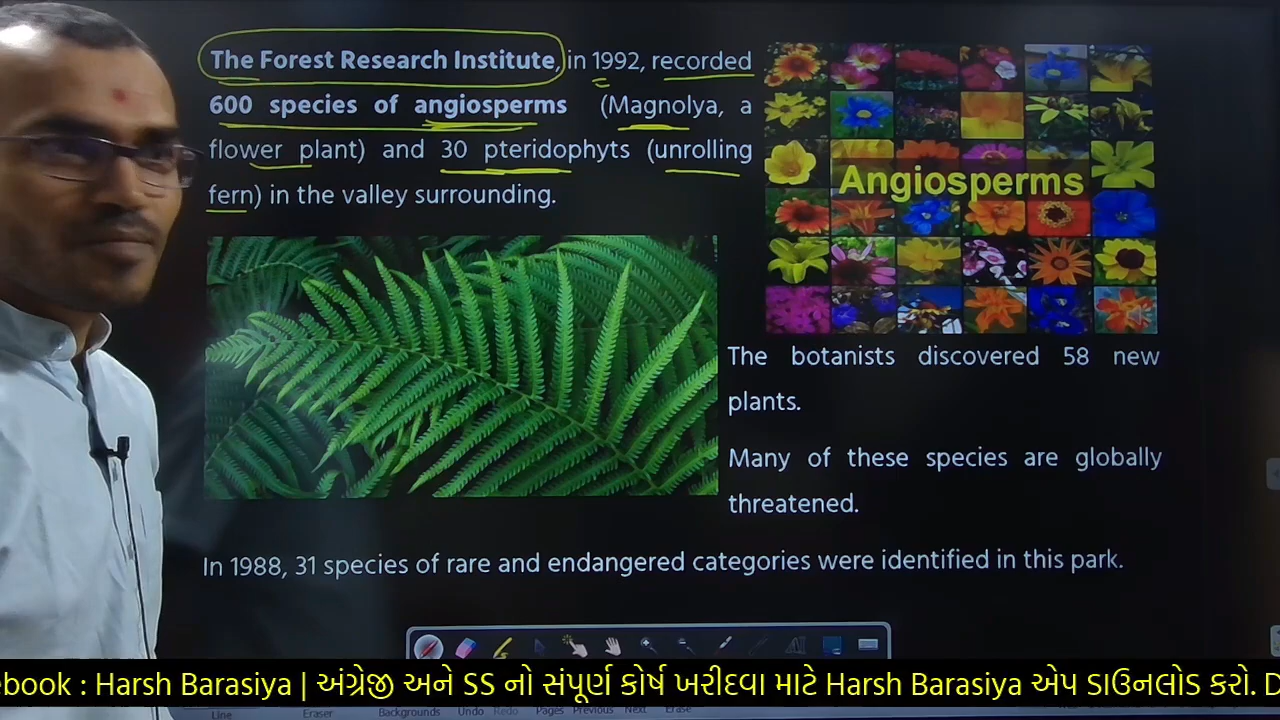 The Forest Research Institute, in 1992, recorded
600 species of angiosperms (Magnolya, a
flower plant) and 30 pteridophyts (unrolling
fern) in the valley surrounding.
Angiosperms
The botanists discovered 58 new
plants.
Many of these species are globally
threatened.
In 1988, 31 species of rare and endangered categories were identified in this park.
ebook : Harsh Barasiya | અંગ્રેજી અને SS નો સંપૂર્ણ કોર્ષ ખરીદવા માટે Harsh Barasiya એપ ડાઉનલોડ કરો. D
Line Eraser Backgrounds Undo Redo Pages Previous Next Erase